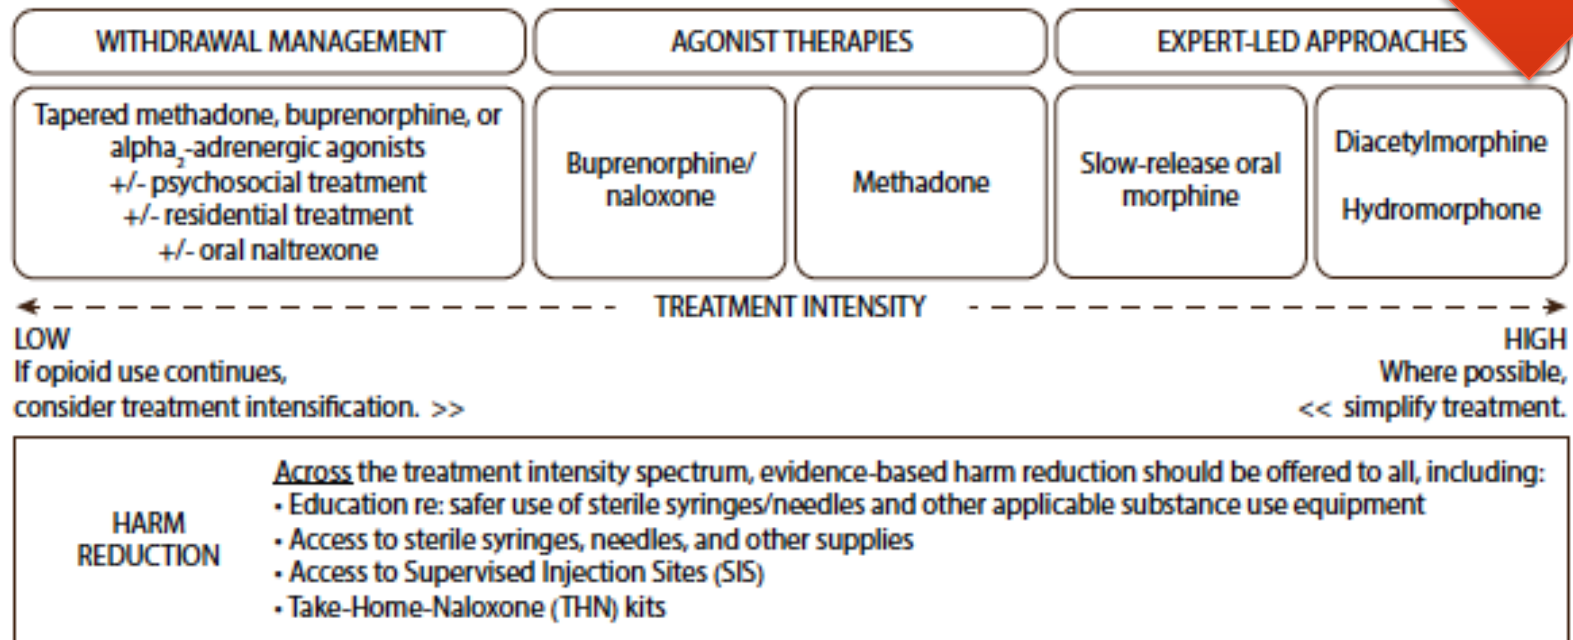 WITHDRAWAL MANAGEMENT
AGONIST THERAPIES
EXPERT-LED APPROACHES
Tapered methadone, buprenorphine, or
alpha₂-adrenergic agonists
+/- psychosocial treatment
+/- residential treatment
+/- oral naltrexone
Buprenorphine/
naloxone
Methadone
Slow-release oral
morphine
Diacetylmorphine
Hydromorphone
TREATMENT INTENSITY
LOW
If opioid use continues,
consider treatment intensification. >>
HIGH
Where possible,
<< simplify treatment.
HARM
REDUCTION
Across the treatment intensity spectrum, evidence-based harm reduction should be offered to all, including:
• Education re: safer use of sterile syringes/needles and other applicable substance use equipment
• Access to sterile syringes, needles, and other supplies
• Access to Supervised Injection Sites (SIS)
• Take-Home-Naloxone (THN) kits